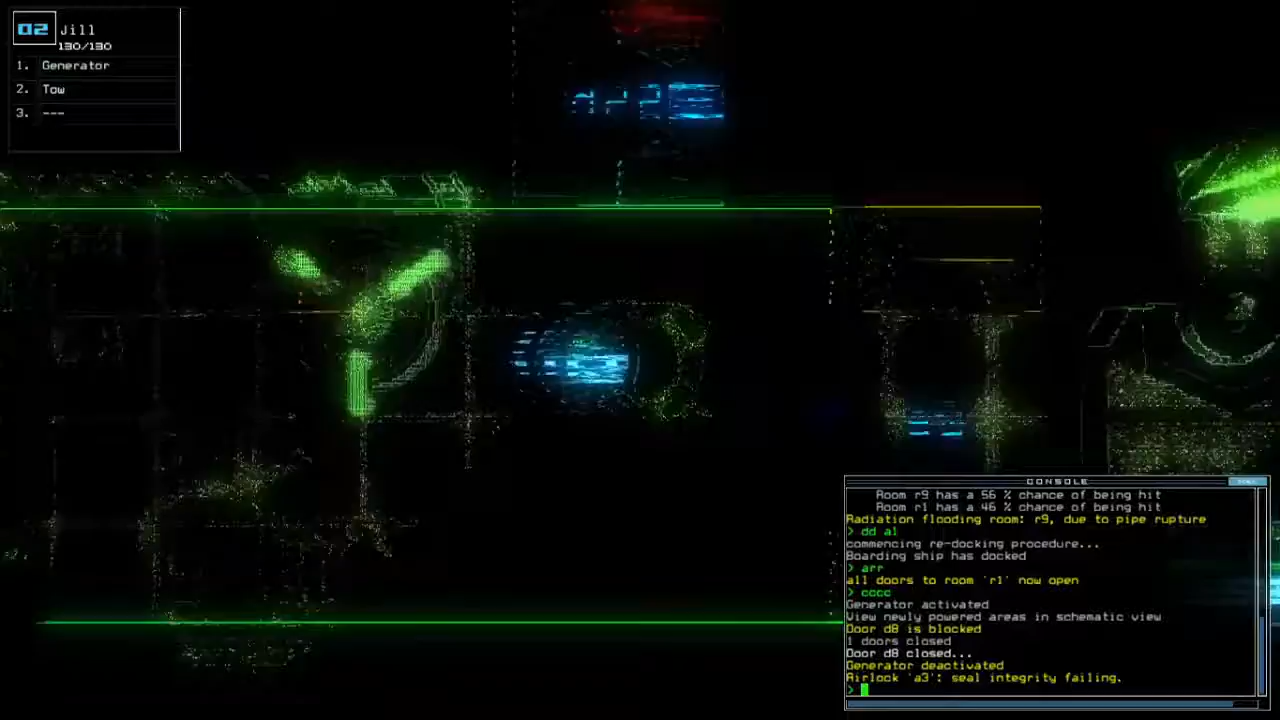 02 Jill
130/130
1. Generator
2. Tow
3. ---
CONSOLE
Room r9 has a 56 % chance of being hit
Room r1 has a 46 % chance of being hit
Radiation flooding room: r9, due to pipe rupture
> dd a1
commencing re-docking procedure...
Boarding ship has docked
> arr
all doors to room 'r1' now open
> cccc
Generator activated
View newly powered areas in schematic view
Door d8 is blocked
1 doors closed
Door d8 closed...
Generator deactivated
Airlock 'a3': seal integrity failing.
>